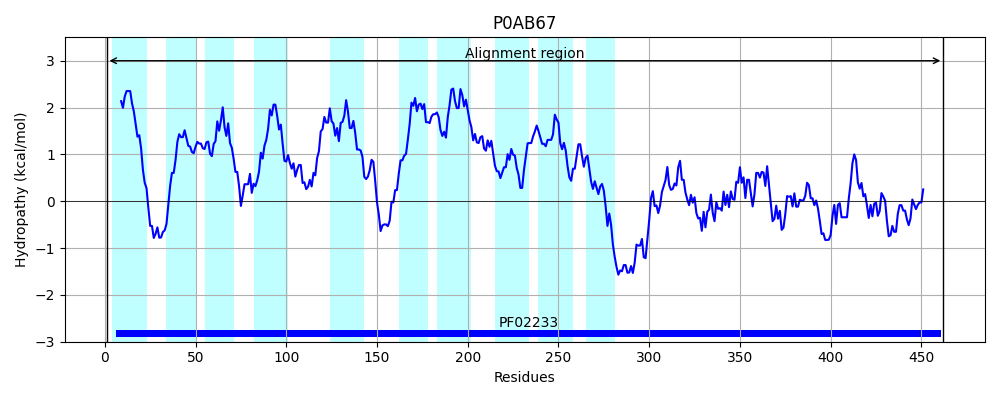 P0AB67
Hydropathy (kcal/mol)
3
2
1
0
−1
−2
−3
Alignment region
PF02233
0 50 100 150 200 250 300 350 400 450
Residues